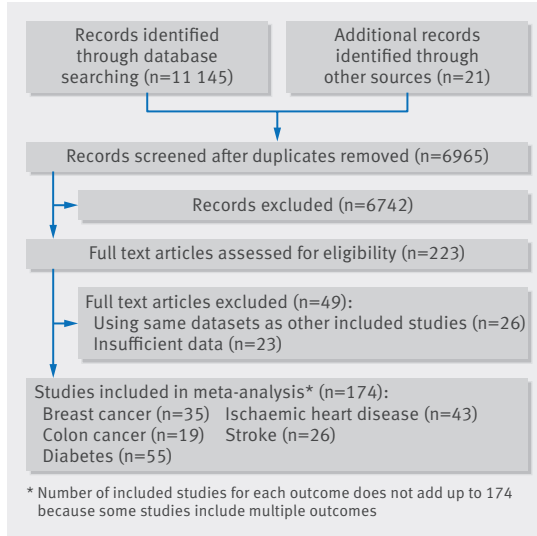 Records identified
through database
searching (n=11 145)
Additional records
identified through
other sources (n=21)
Records screened after duplicates removed (n=6965)
Records excluded (n=6742)
Full text articles assessed for eligibility (n=223)
Full text articles excluded (n=49):
Using same datasets as other included studies (n=26)
Insufficient data (n=23)
Studies included in meta-analysis* (n=174):
Breast cancer (n=35) Ischaemic heart disease (n=43)
Colon cancer (n=19) Stroke (n=26)
Diabetes (n=55)
* Number of included studies for each outcome does not add up to 174
because some studies include multiple outcomes